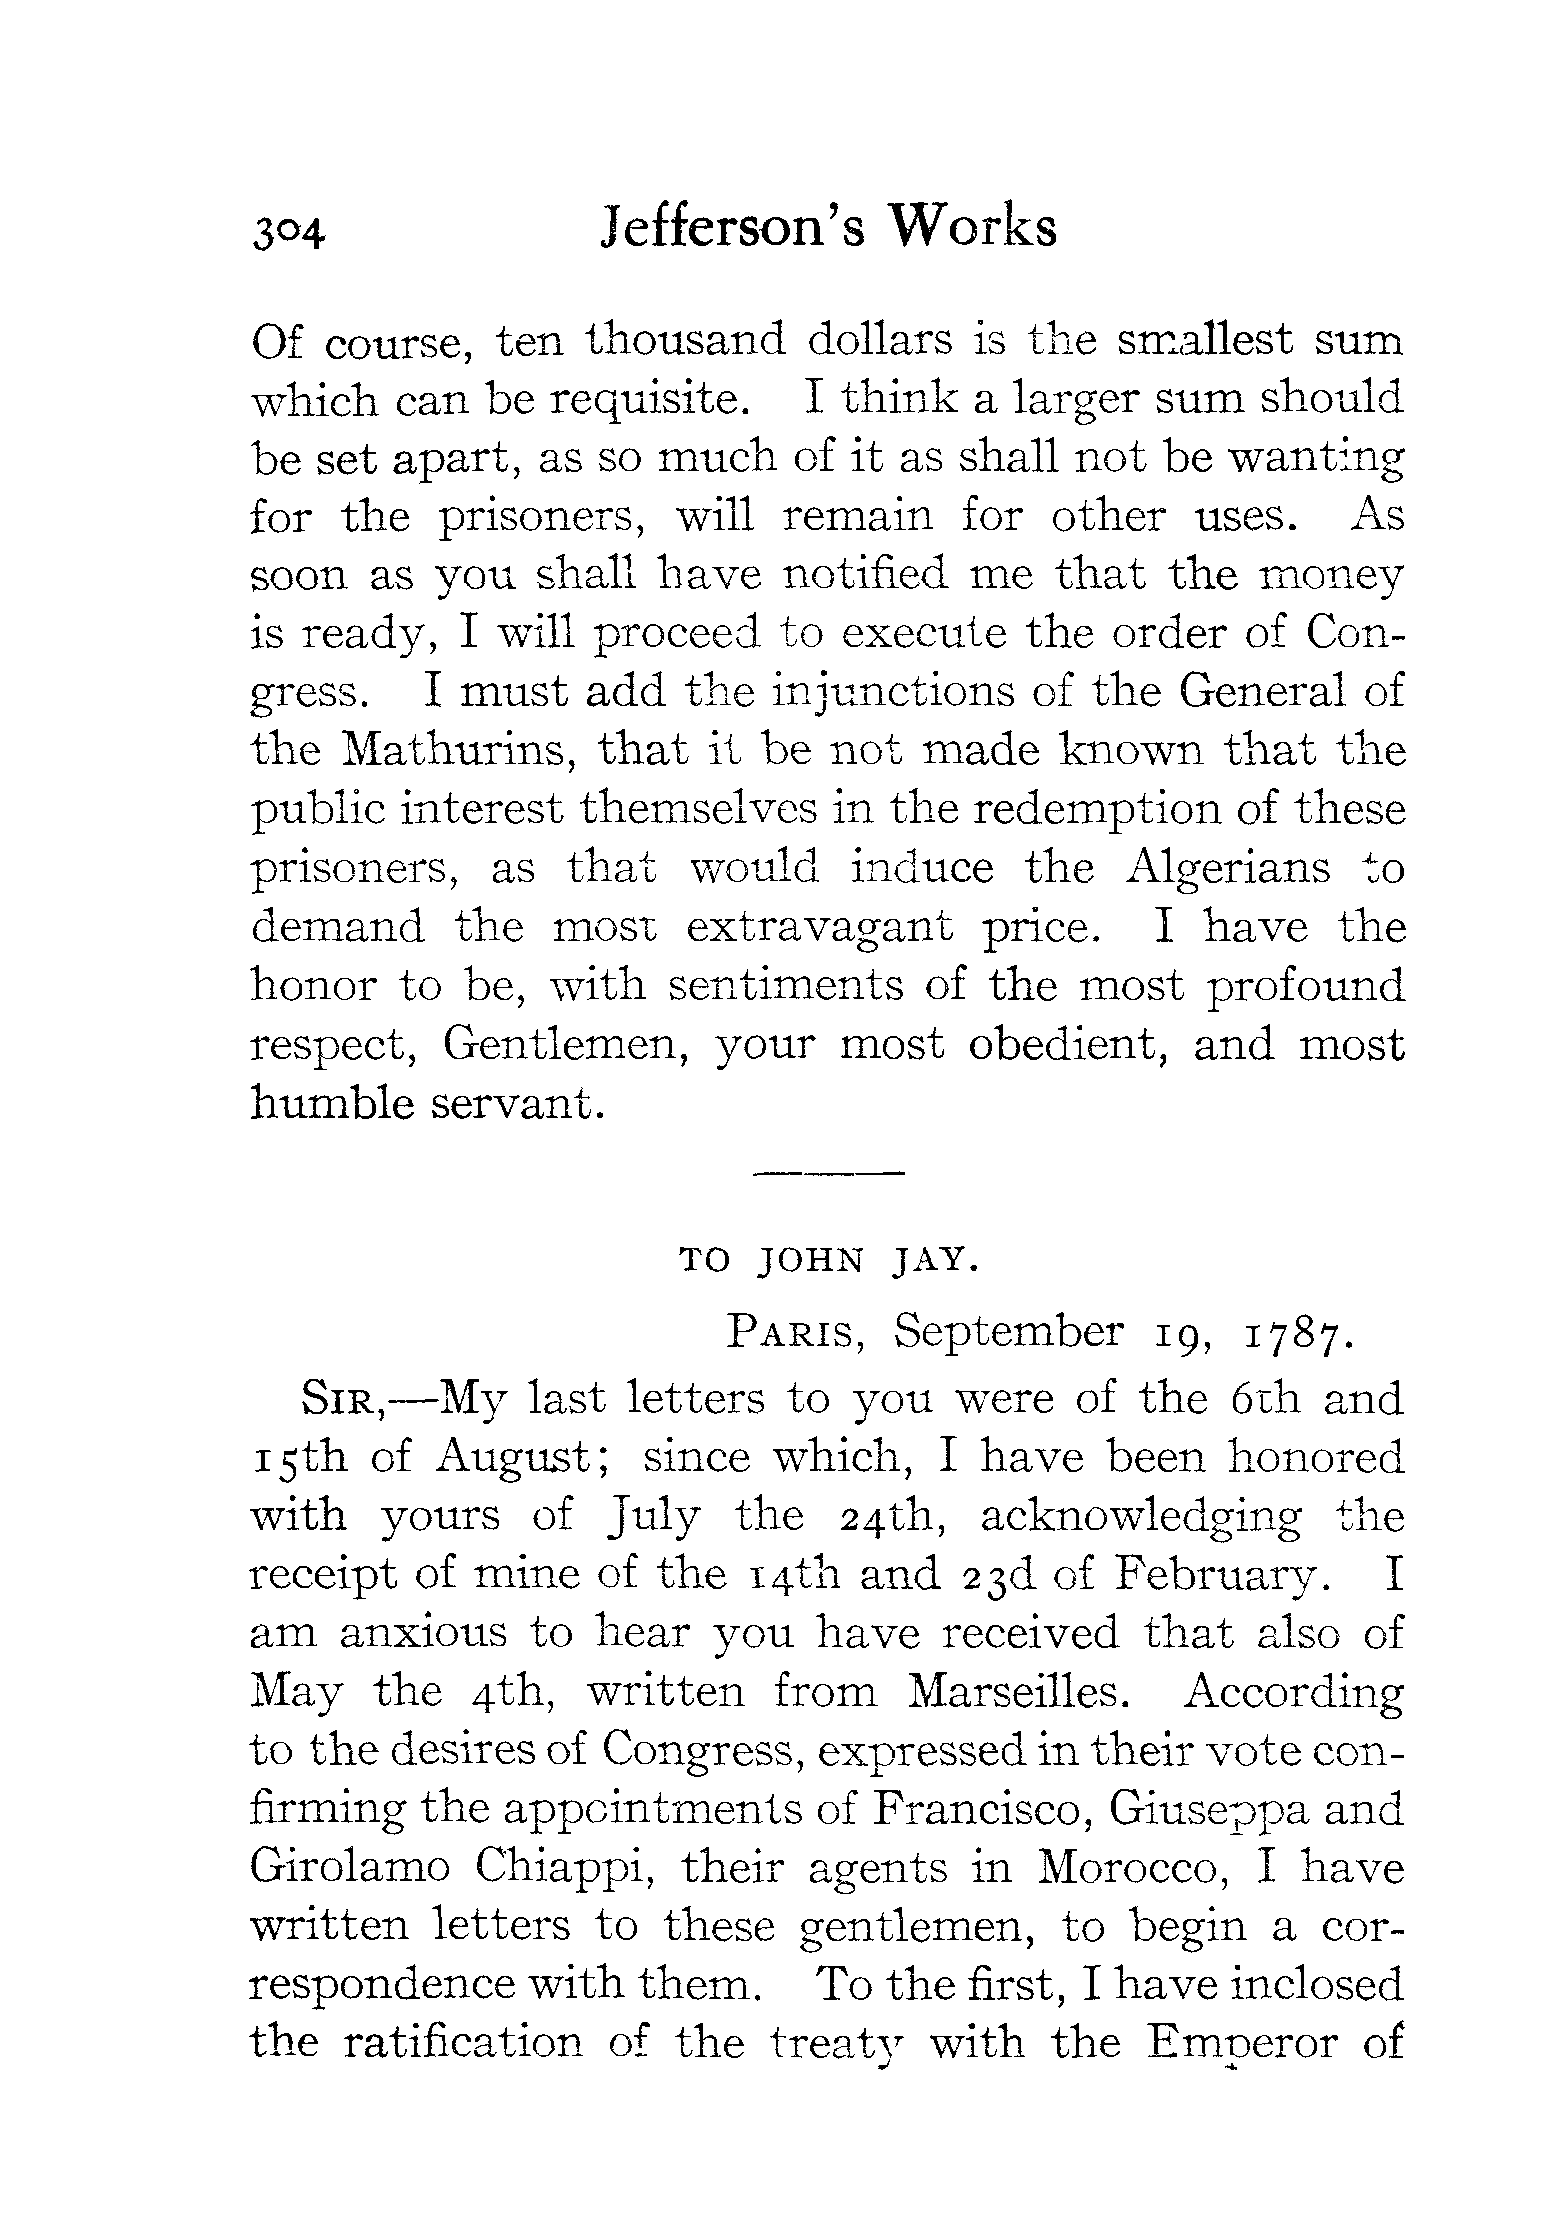 304 Jefferson's Works
Of course, ten thousand dollars is the smallest sum
which can be requisite. I think a larger sum should
be set apart, as so much of it as shall not be wanting
for the prisoners, will remain for other uses. As
soon as you shall have notified me that the money
is ready, I will proceed to execute the order of Con-
gress. I must add the injunctions of the General of
the Mathurins, that it be not made known that the
public interest themselves in the redemption of these
prisoners, as that would induce the Algerians to
demand the most extravagant price. I have the
honor to be, with sentiments of the most profound
respect, Gentlemen, your most obedient, and most
humble servant.
TO JOHN JAY.
PARIS, September 19, 1787.
SIR,—My last letters to you were of the 6th and
15th of August; since which, I have been honored
with yours of July the 24th, acknowledging the
receipt of mine of the 14th and 23d of February. I
am anxious to hear you have received that also of
May the 4th, written from Marseilles. According
to the desires of Congress, expressed in their vote con-
firming the appointments of Francisco, Giuseppa and
Girolamo Chiappi, their agents in Morocco, I have
written letters to these gentlemen, to begin a cor-
respondence with them. To the first, I have inclosed
the ratification of the treaty with the Emperor of